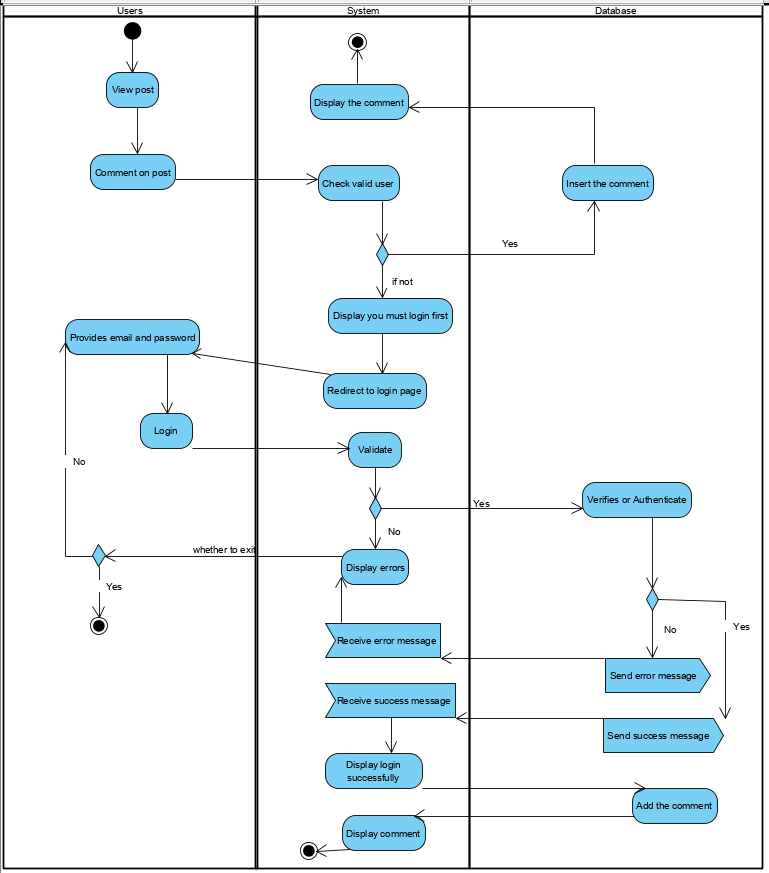 Users
System
Database
View post
Display the comment
Comment on post
Check valid user
Insert the comment
Yes
if not
Display you must login first
Provides email and password
Redirect to login page
Login
Validate
No
Yes
Verifies or Authenticate
No
whether to exit
Display errors
Yes
No
Yes
Receive error message
Send error message
Receive success message
Send success message
Display login
successfully
Add the comment
Display comment